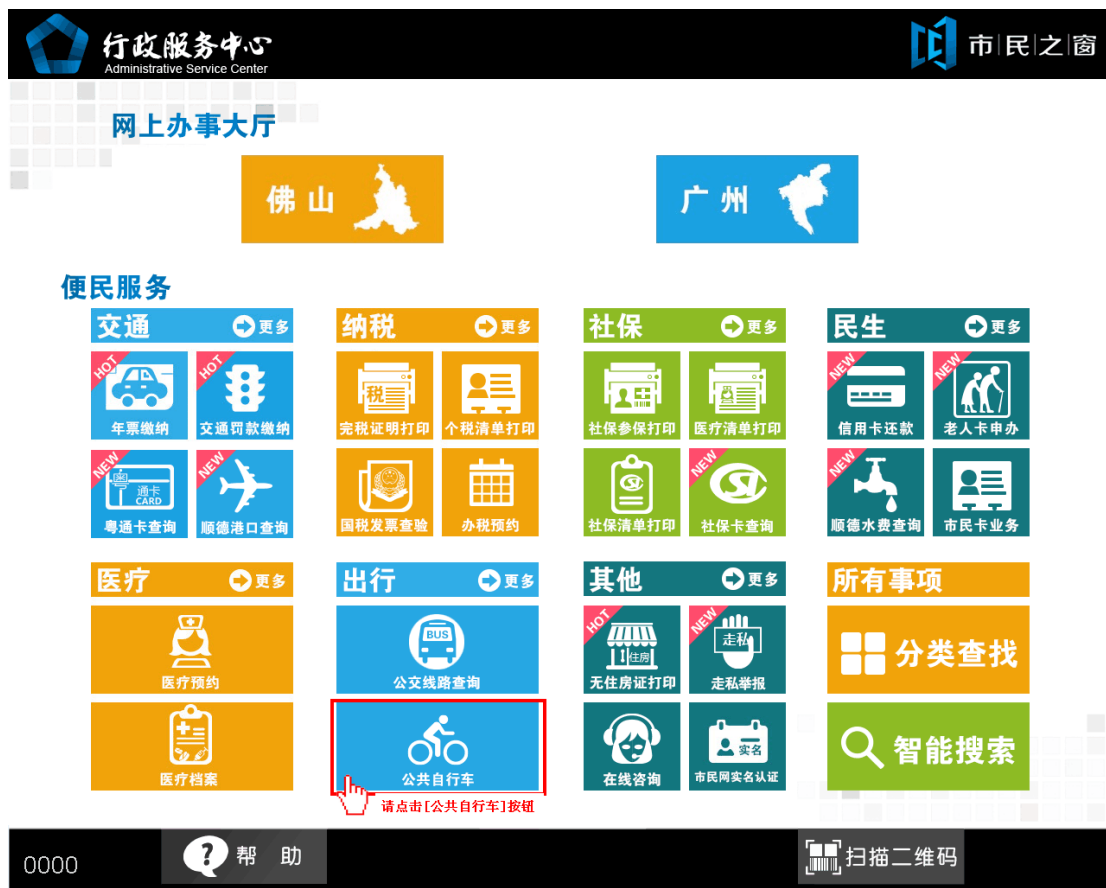 行政服务中心
Administrative Service Center
市民之窗
网上办事大厅
佛山
广州
便民服务
交通 更多
HOT 年票缴纳
HOT 交通罚款缴纳
NEW 粤通卡 CARD 粤通卡查询
NEW 顺德港口查询
纳税 更多
税 完税证明打印
个税清单打印
国税发票查验
办税预约
社保 更多
社保参保打印
医疗清单打印
社保清单打印
NEW 社保卡查询
民生 更多
NEW 信用卡还款
NEW 老人卡申办
NEW 顺德水费查询
市民卡业务
医疗 更多
医疗预约
医疗档案
出行 更多
BUS
公交线路查询
公共自行车
请点击[公共自行车]按钮
其他 更多
HOT 住房 无住房证打印
NEW 走私 走私举报
在线咨询
实名 市民网实名认证
所有事项
分类查找
智能搜索
0000
? 帮助
扫描二维码